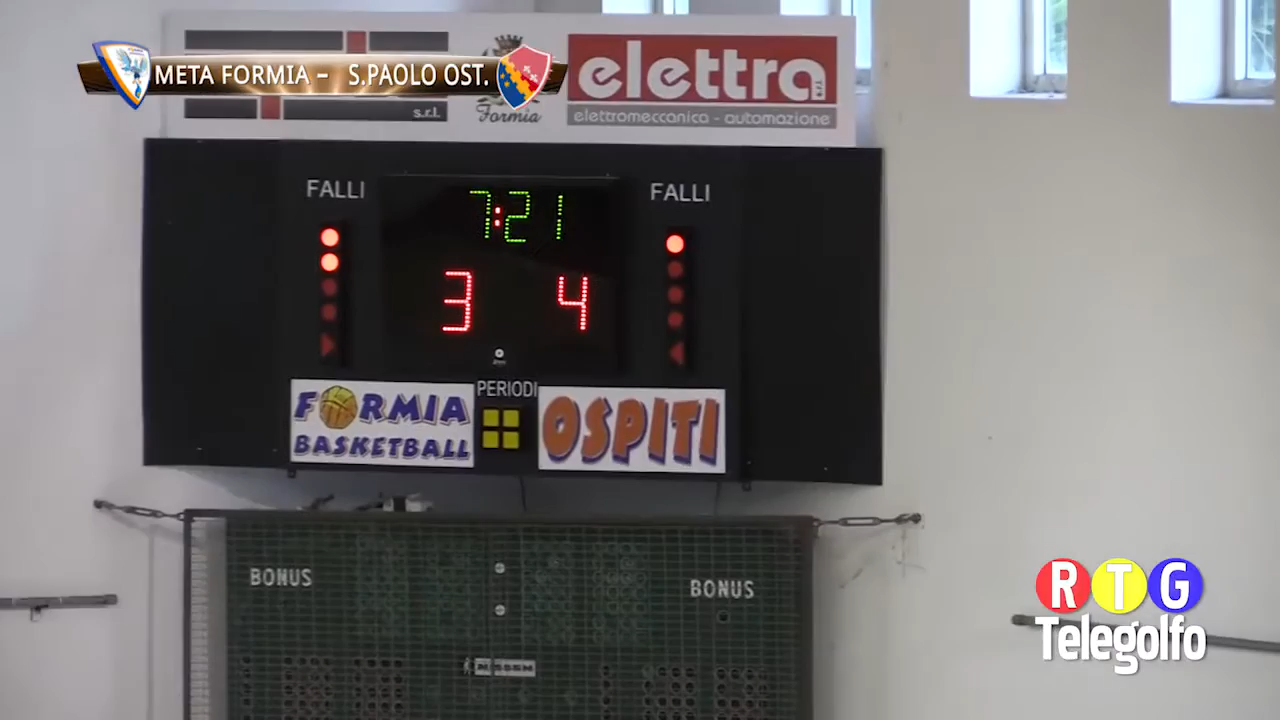 META FORMIA - S.PAOLO OST.
s.r.l.
Formia
elettra
elettromeccanica - automazione
FALLI
7:21
FALLI
3 4
PERIODI
FORMIA
BASKETBALL
OSPITI
BONUS
BONUS
NISSEN
RTG
Telegolfo